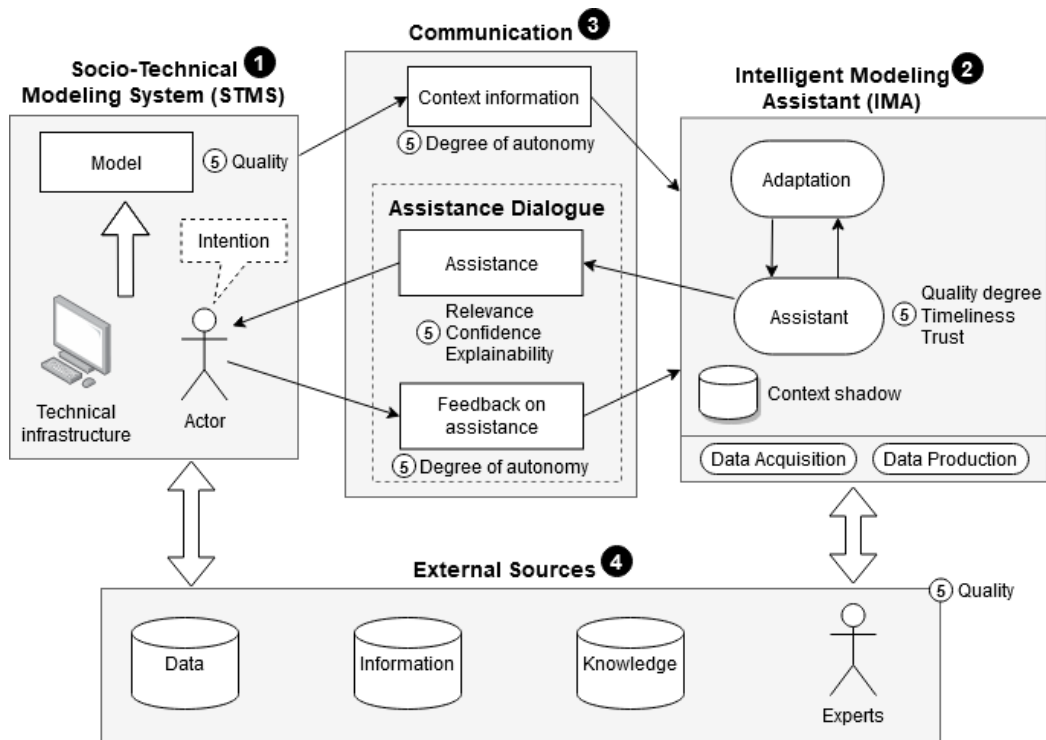 Socio-Technical 1
Modeling System (STMS)
Model
5 Quality
Intention
Technical
infrastructure
Actor
Communication 3
Context information
5 Degree of autonomy
Assistance Dialogue
Assistance
Relevance
5 Confidence
Explainability
Feedback on
assistance
5 Degree of autonomy
Intelligent Modeling 2
Assistant (IMA)
Adaptation
Assistant
Quality degree
5 Timeliness
Trust
Context shadow
Data Acquisition
Data Production
External Sources 4
5 Quality
Data
Information
Knowledge
Experts